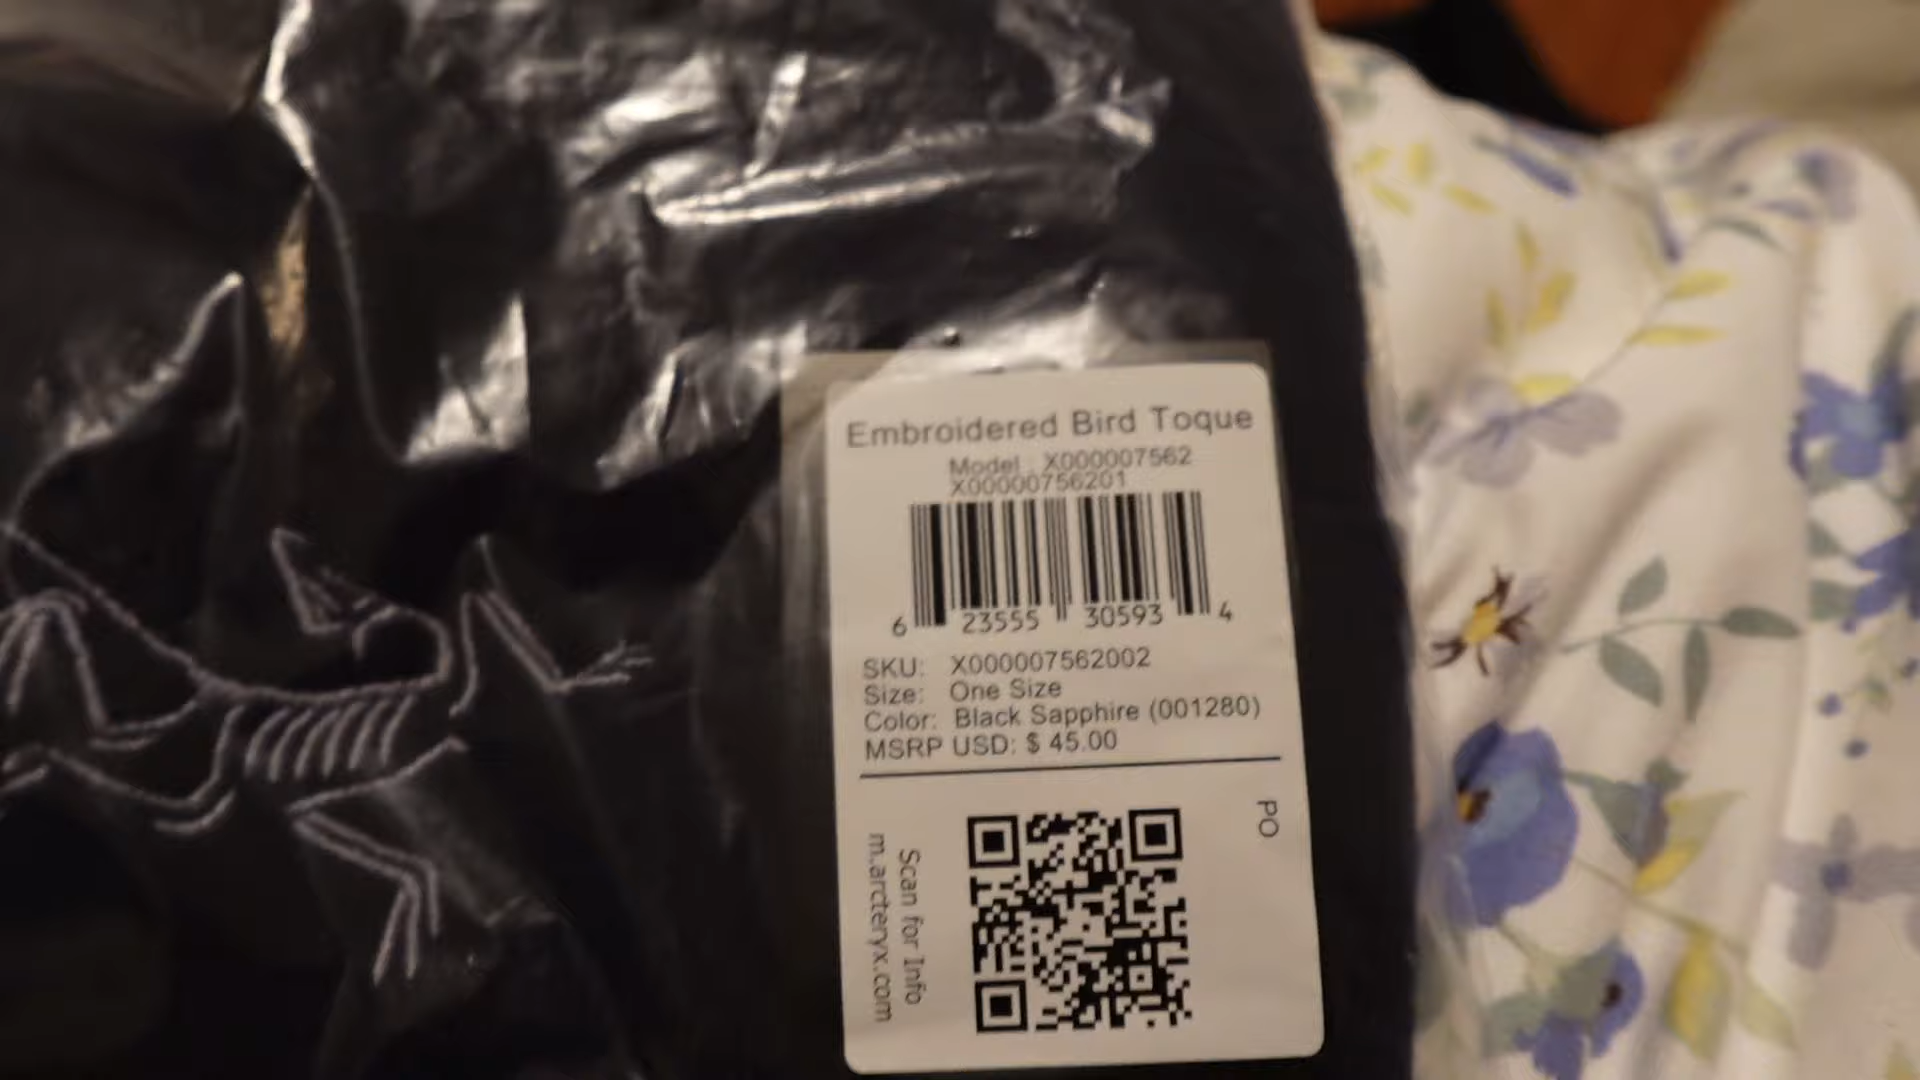 Embroidered Bird Toque
Model X000007562
X00000756201
6 23555 30593 4
SKU: X000007562002
Size: One Size
Color: Black Sapphire (001280)
MSRP USD: $ 45.00
PO
Scan for Info
m.arcteryx.com